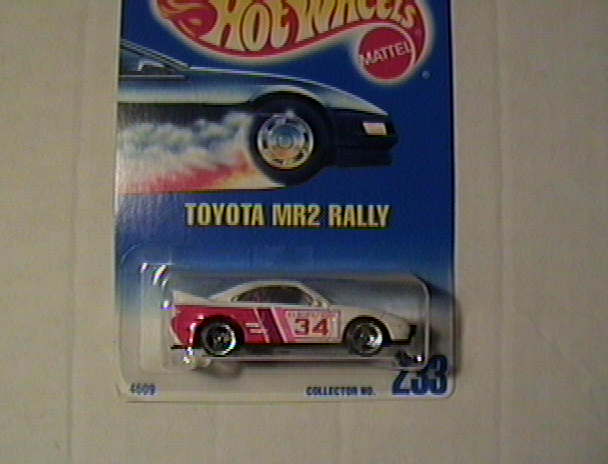 Hot Wheels
MATTEL
®
TOYOTA MR2 RALLY
34
4609
COLLECTOR NO.
233